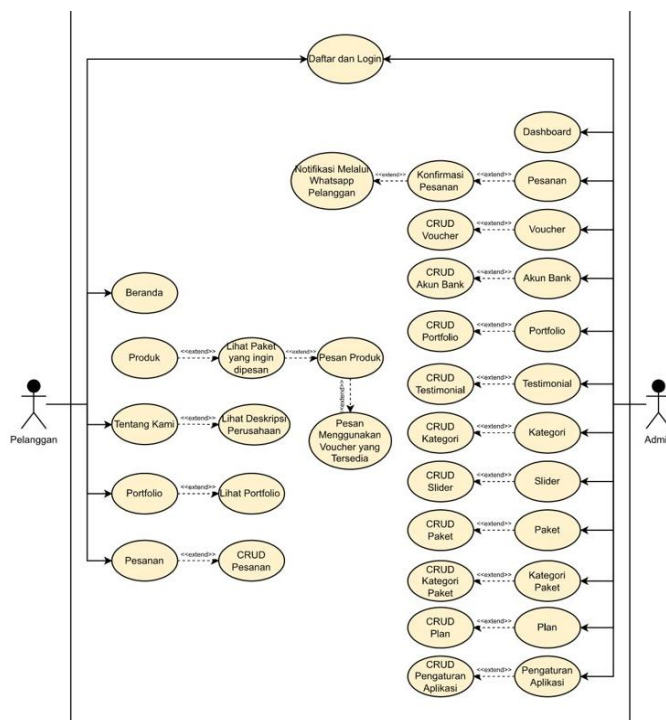 Daftar dan Login
Dashboard
Notifikasi Melalui
Whatsapp
Pelanggan
<<extend>>
Konfirmasi
Pesanan
<<extend>>
Pesanan
CRUD
Voucher
<<extend>>
Voucher
CRUD
Akun Bank
<<extend>>
Akun Bank
Beranda
CRUD
Portfolio
<<extend>>
Portfolio
Produk
<<extend>>
Lihat Paket
yang ingin
dipesan
<<extend>>
Pesan Produk
<<extend>>
Pesan
Menggunakan
Voucher yang
Tersedia
CRUD
Testimonial
<<extend>>
Testimonial
Pelanggan
Admi
Tentang Kami
<<extend>>
Lihat Deskripsi
Perusahaan
CRUD
Kategori
<<extend>>
Kategori
CRUD
Slider
<<extend>>
Slider
Portfolio
<<extend>>
Lihat Portfolio
CRUD
Paket
<<extend>>
Paket
Pesanan
<<extend>>
CRUD
Pesanan
CRUD
Kategori
Paket
<<extend>>
Kategori
Paket
CRUD
Plan
<<extend>>
Plan
CRUD
Pengaturan
Aplikasi
<<extend>>
Pengaturan
Aplikasi